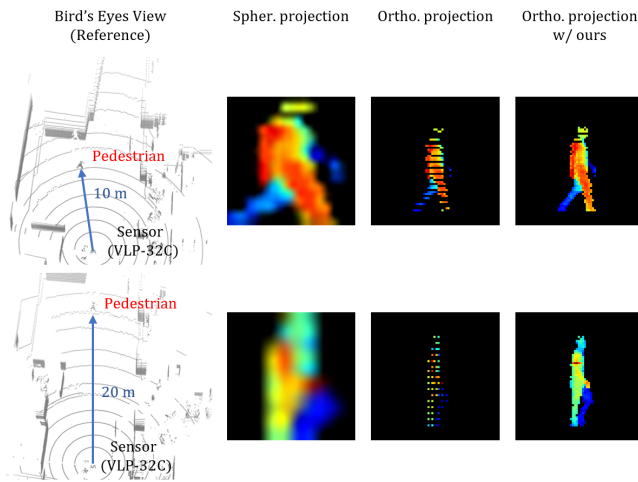 Bird's Eyes View
(Reference)
Spher. projection
Ortho. projection
Ortho. projection
w/ ours
Pedestrian
10 m
Sensor
(VLP-32C)
Pedestrian
20 m
Sensor
(VLP-32C)